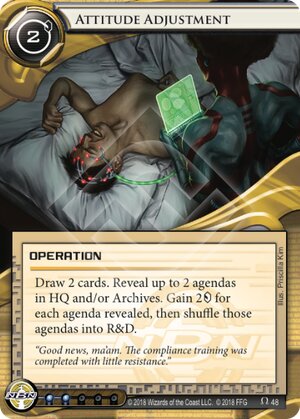 ATTITUDE ADJUSTMENT
2
OPERATION
Draw 2 cards. Reveal up to 2 agendas
in HQ and/or Archives. Gain 2 for
each agenda revealed, then shuffle those
agendas into R&D.
“Good news, ma’am. The compliance training was
completed with little resistance.”
Illus. Priscilla Kim
NBN
© 2018 Wizards of the Coast LLC. © 2018 FFG
48